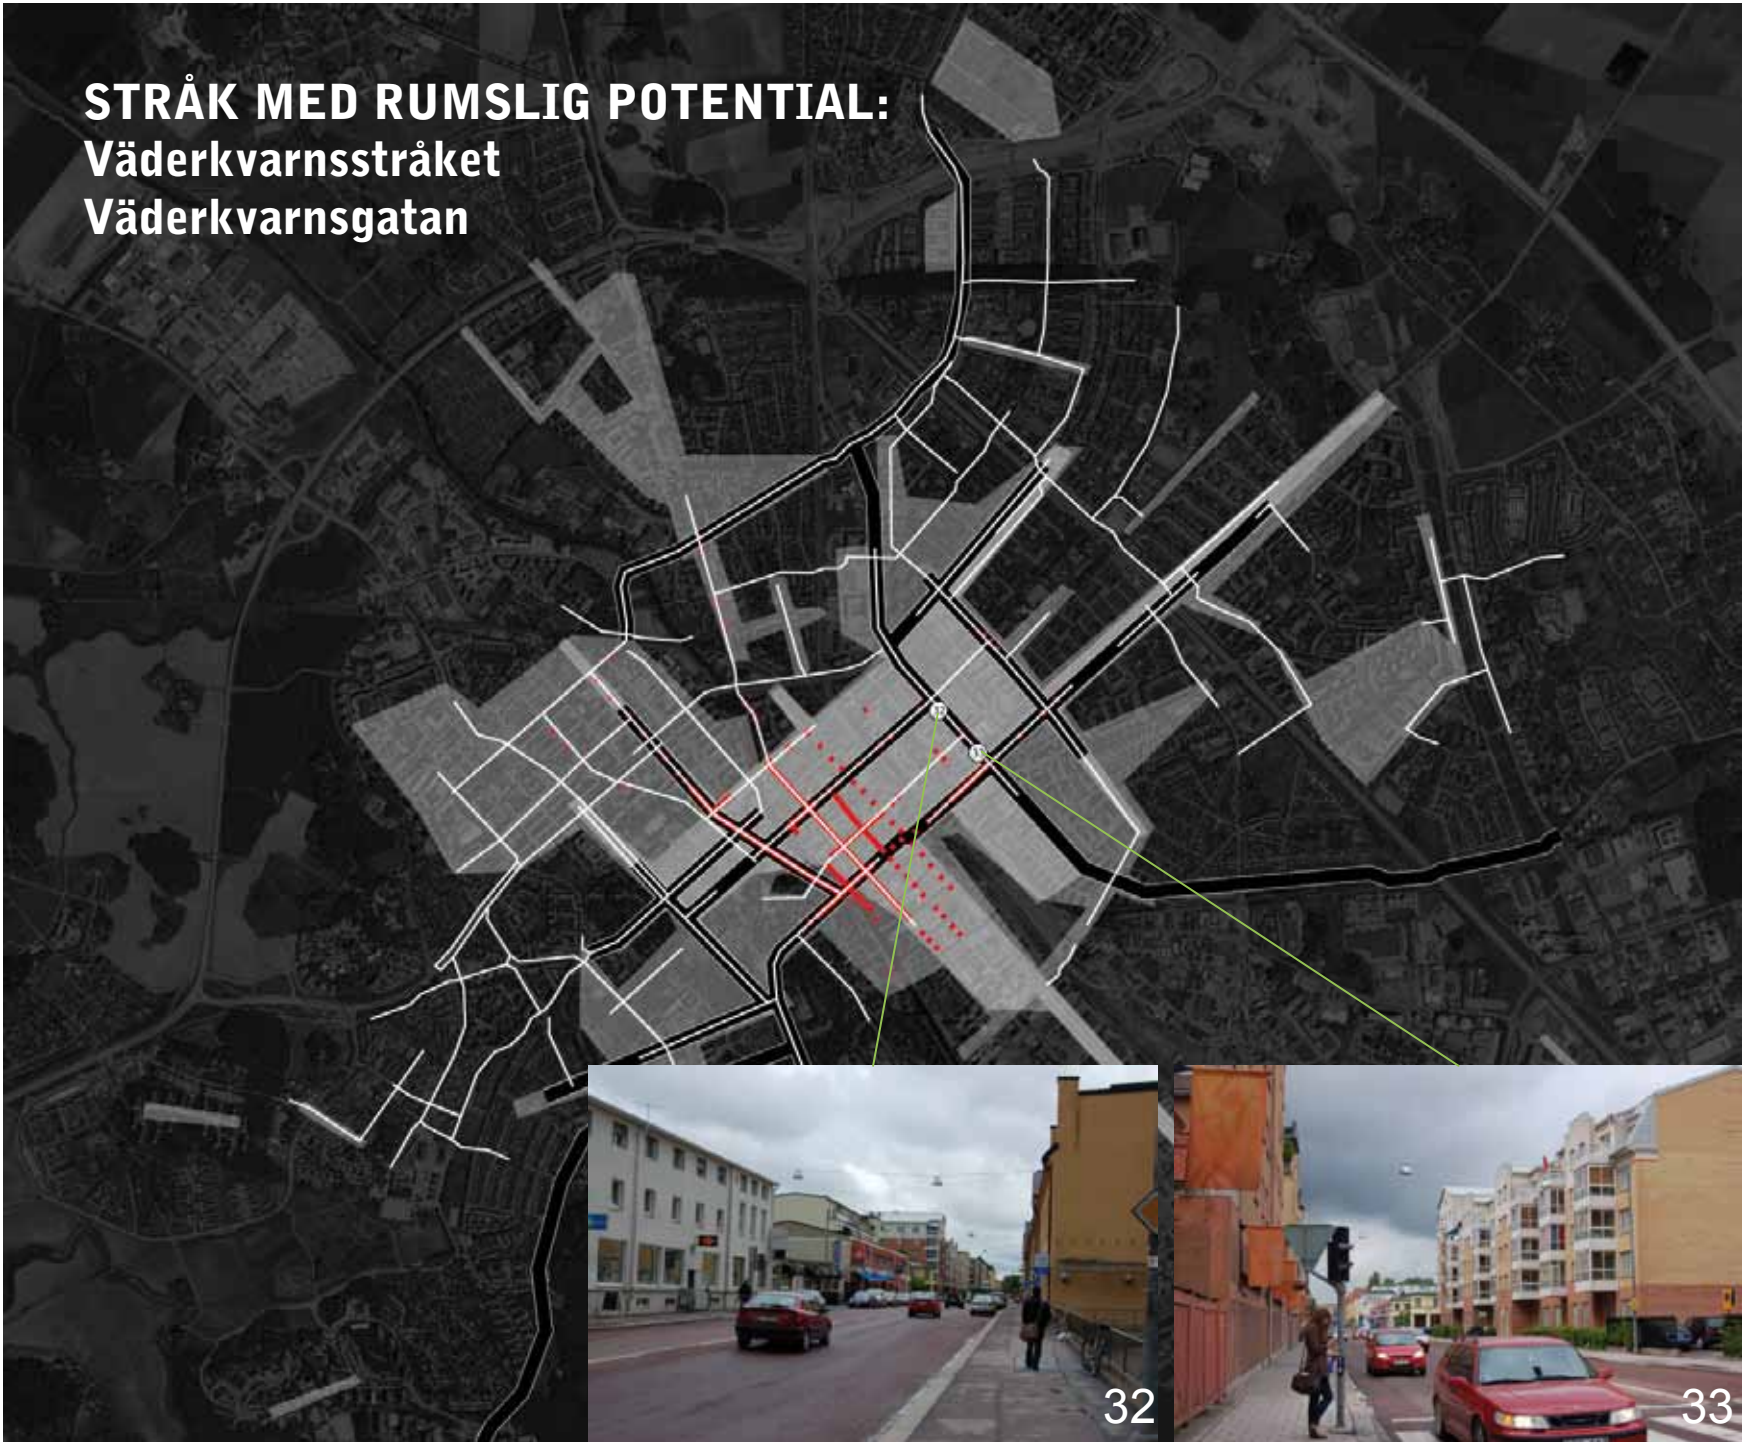 STRÅK MED RUMSLIG POTENTIAL:
Väderkvarnsstråket
Väderkvarnsgatan
32
33